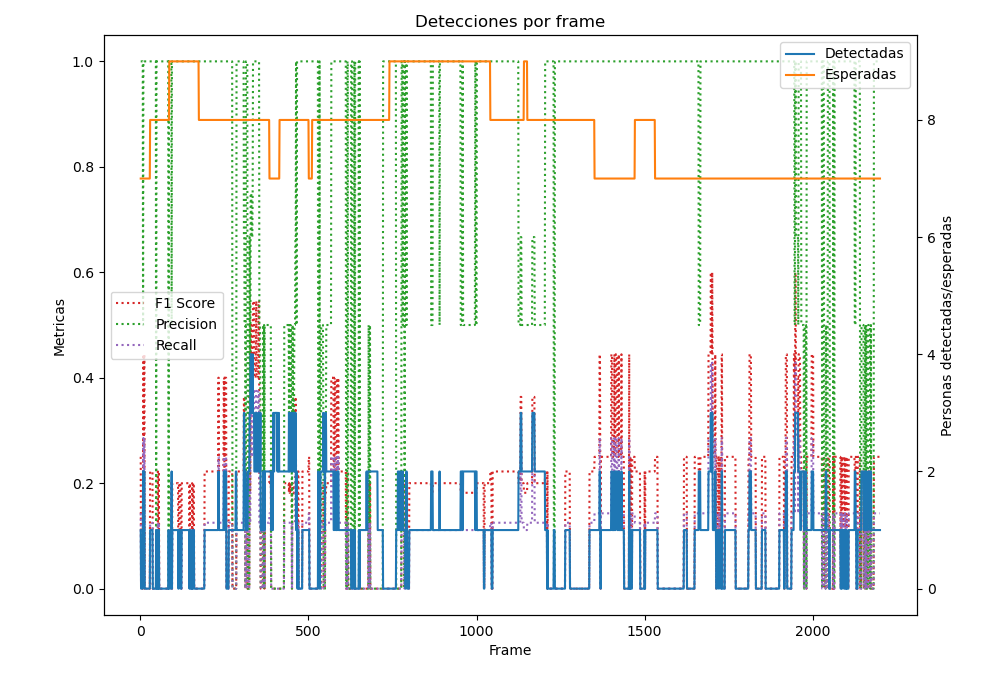 Detecciones por frame
Detectadas
Esperadas
F1 Score
Precision
Recall
Metricas
1.0
0.8
0.6
0.4
0.2
0.0
0
500
1000
1500
2000
Frame
8
6
4
2
0
Personas detectadas/esperadas